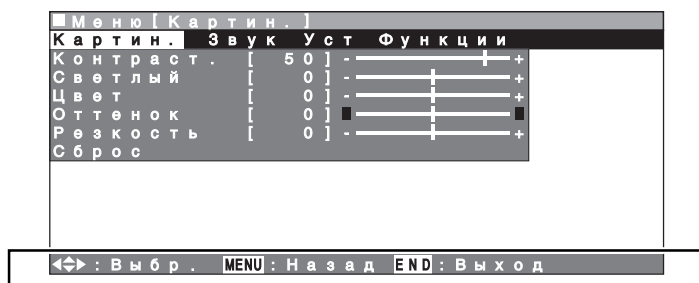 ■Меню[Картин.]
Картин. Звук Уст Функции
Контраст. [ 50] - +
Светлый [ 0] - +
Цвет [ 0] - +
Оттенок [ 0]
Резкость [ 0] - +
Сброс
:Выбр. MENU:Назад END:Выход